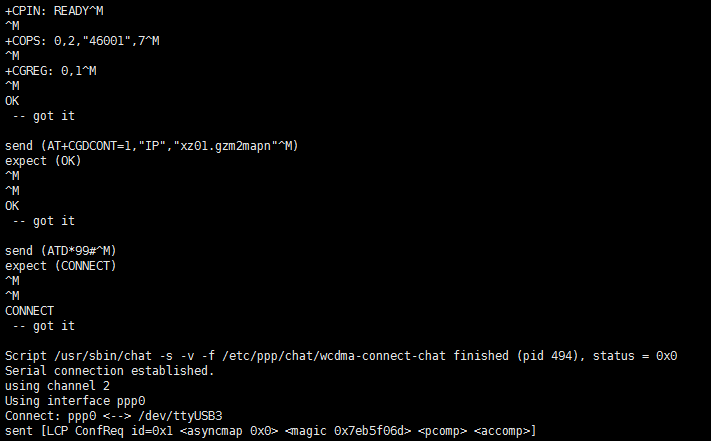 +CPIN: READY^M
^M
+COPS: 0,2,"46001",7^M
^M
+CGREG: 0,1^M
^M
OK
 -- got it

send (AT+CGDCONT=1,"IP","xz01.gzm2mapn"^M)
expect (OK)
^M
^M
OK
 -- got it

send (ATD*99#^M)
expect (CONNECT)
^M
^M
CONNECT
 -- got it

Script /usr/sbin/chat -s -v -f /etc/ppp/chat/wcdma-connect-chat finished (pid 494), status = 0x0
Serial connection established.
using channel 2
Using interface ppp0
Connect: ppp0 <--> /dev/ttyUSB3
sent [LCP ConfReq id=0x1 <asyncmap 0x0> <magic 0x7eb5f06d> <pcomp> <accomp>]